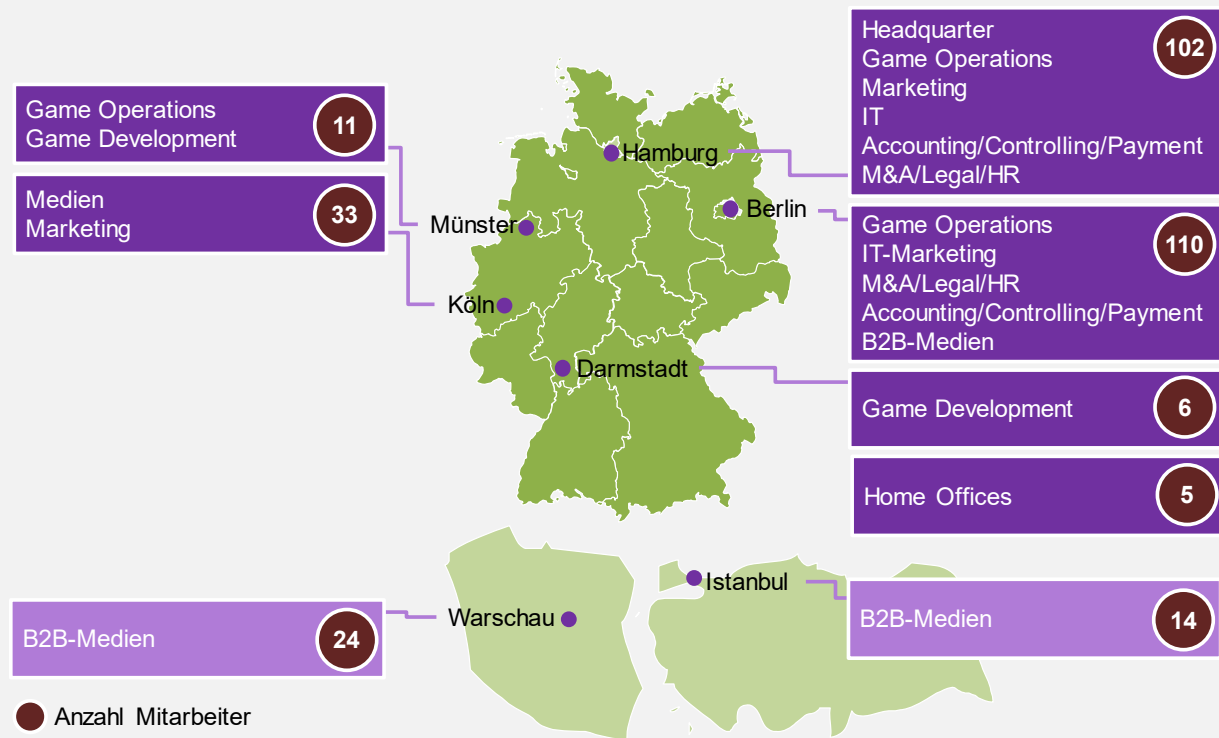 Headquarter
Game Operations
Marketing
IT
Accounting/Controlling/Payment
M&A/Legal/HR
102
Game Operations
Game Development
11
Medien
Marketing
33
Hamburg
Berlin
Münster
Köln
Darmstadt
Game Operations
IT-Marketing
M&A/Legal/HR
Accounting/Controlling/Payment
B2B-Medien
110
Game Development
6
Home Offices
5
Istanbul
Warschau
B2B-Medien
24
B2B-Medien
14
Anzahl Mitarbeiter